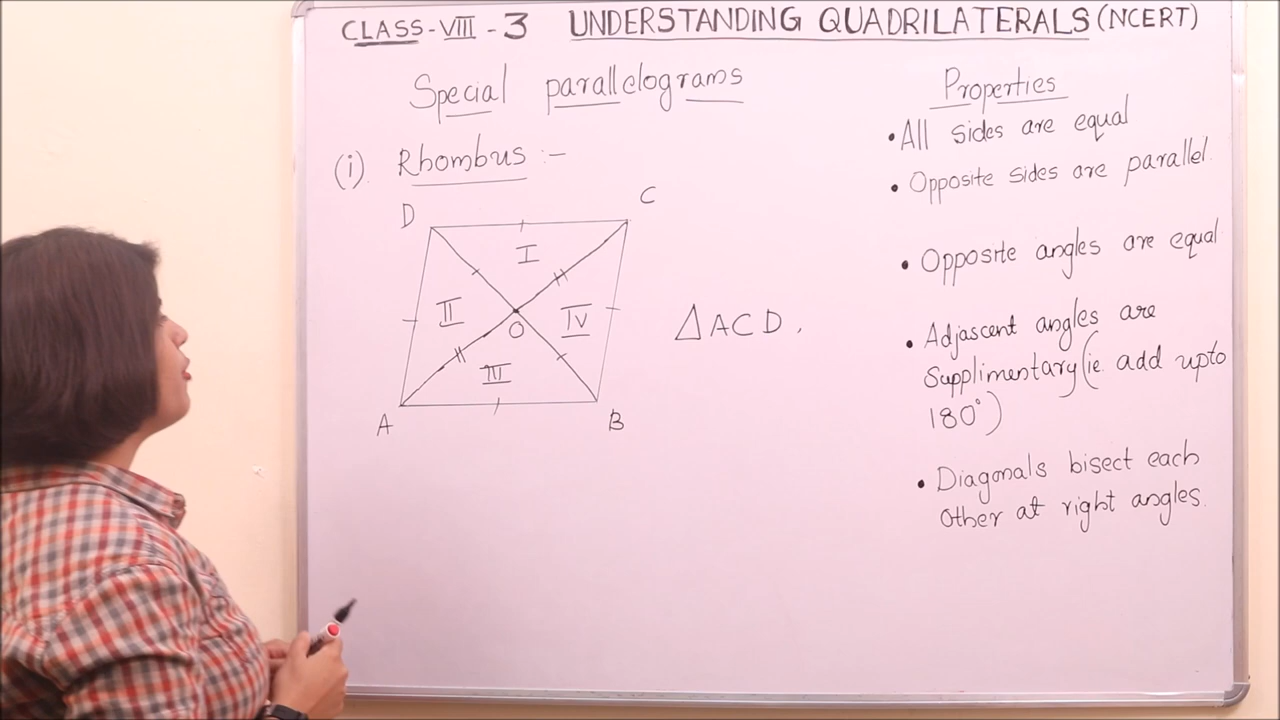 CLASS-VIII - 3 UNDERSTANDING QUADRILATERALS (NCERT)
Special parallelograms
(i). Rhombus :-
D
C
I
II
O
IV
III
A
B
ΔACD.
Properties
• All sides are equal
• Opposite sides are parallel.
• Opposite angles are equal
• Adjascent angles are
Supplimentary (ie. add upto
180°)
• Diagonals bisect each
Other at right angles.